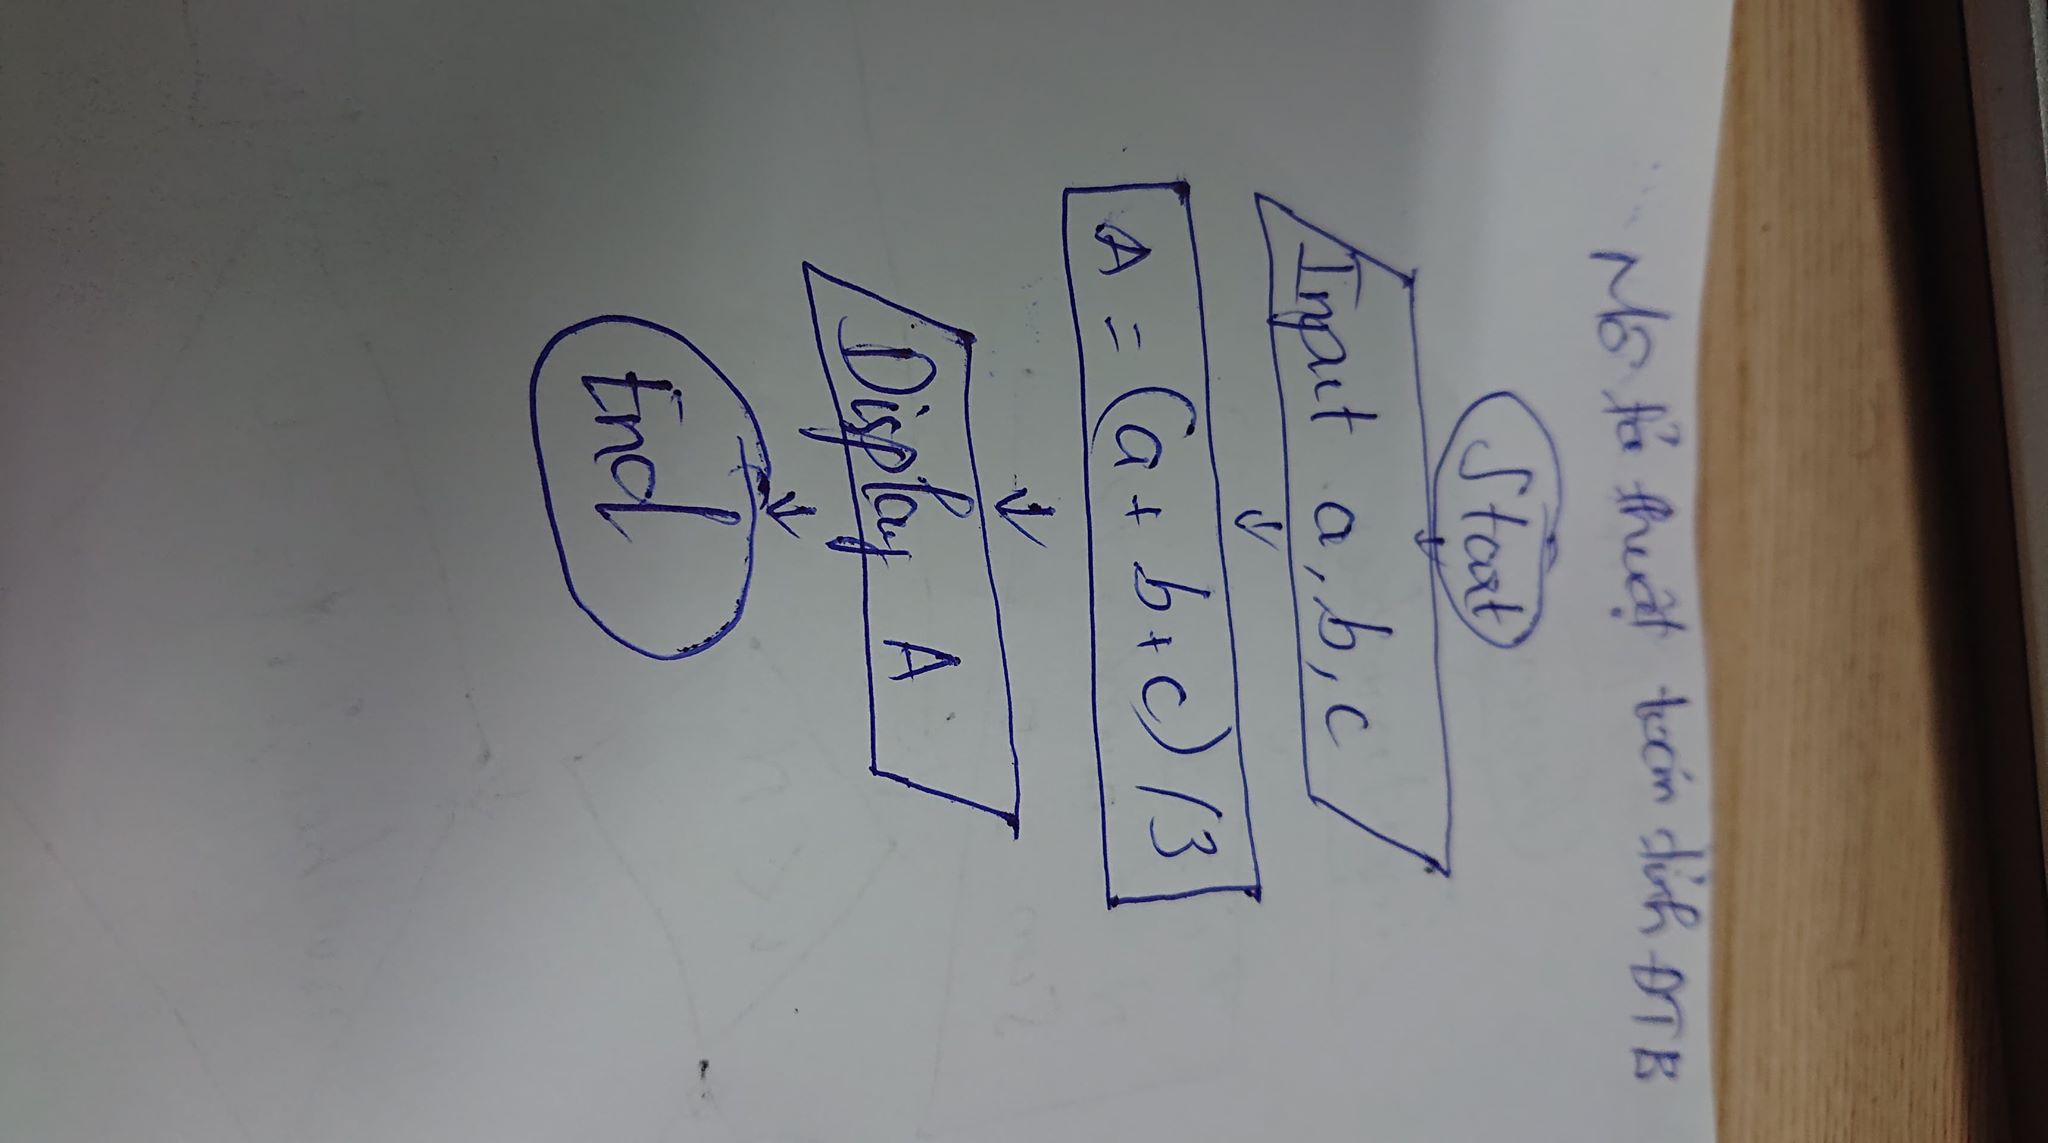 Mô tả thuật toán tính ĐTB
Start
Input a, b, c
A = (a + b + c) / 3
Display A
End